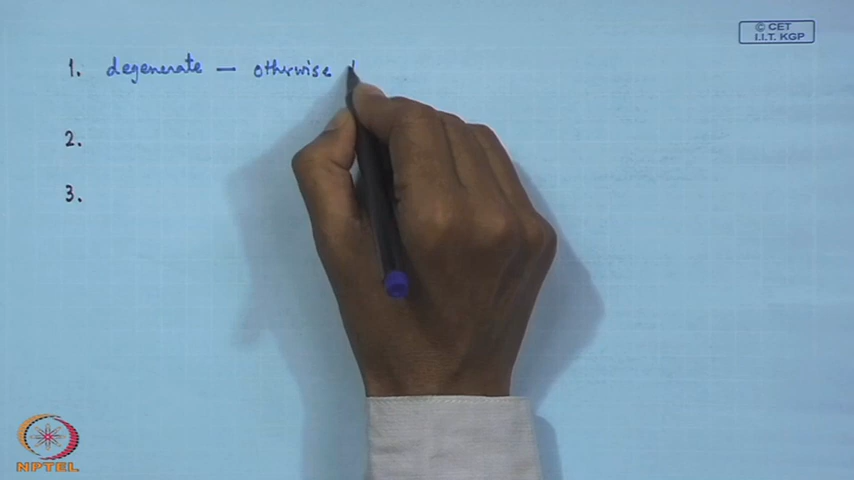 © CET
I.I.T. KGP
1. degenerate — otherwise
2.
3.
NPTEL